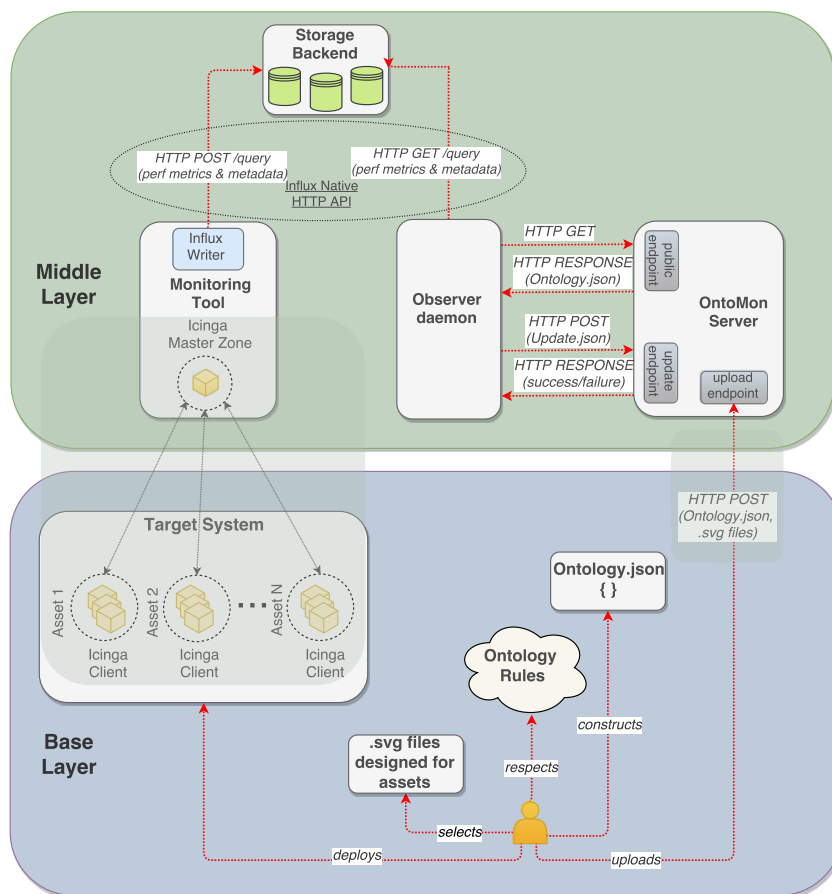 Storage
Backend
HTTP POST /query
(perf metrics & metadata)
HTTP GET /query
(perf metrics & metadata)
Influx Native
HTTP API
Middle
Layer
Influx
Writer
Monitoring
Tool
Icinga
Master Zone
Observer
daemon
HTTP GET
HTTP RESPONSE
(Ontology.json)
HTTP POST
(Update.json)
HTTP RESPONSE
(success/failure)
public
endpoint
OntoMon
Server
update
endpoint
upload
endpoint
HTTP POST
(Ontology.json,
.svg files)
Target System
Asset 1
Asset 2
Asset N
Icinga
Client
Icinga
Client
Icinga
Client
Ontology.json
{ }
Ontology
Rules
Base
Layer
.svg files
designed for
assets
constructs
respects
selects
deploys
uploads